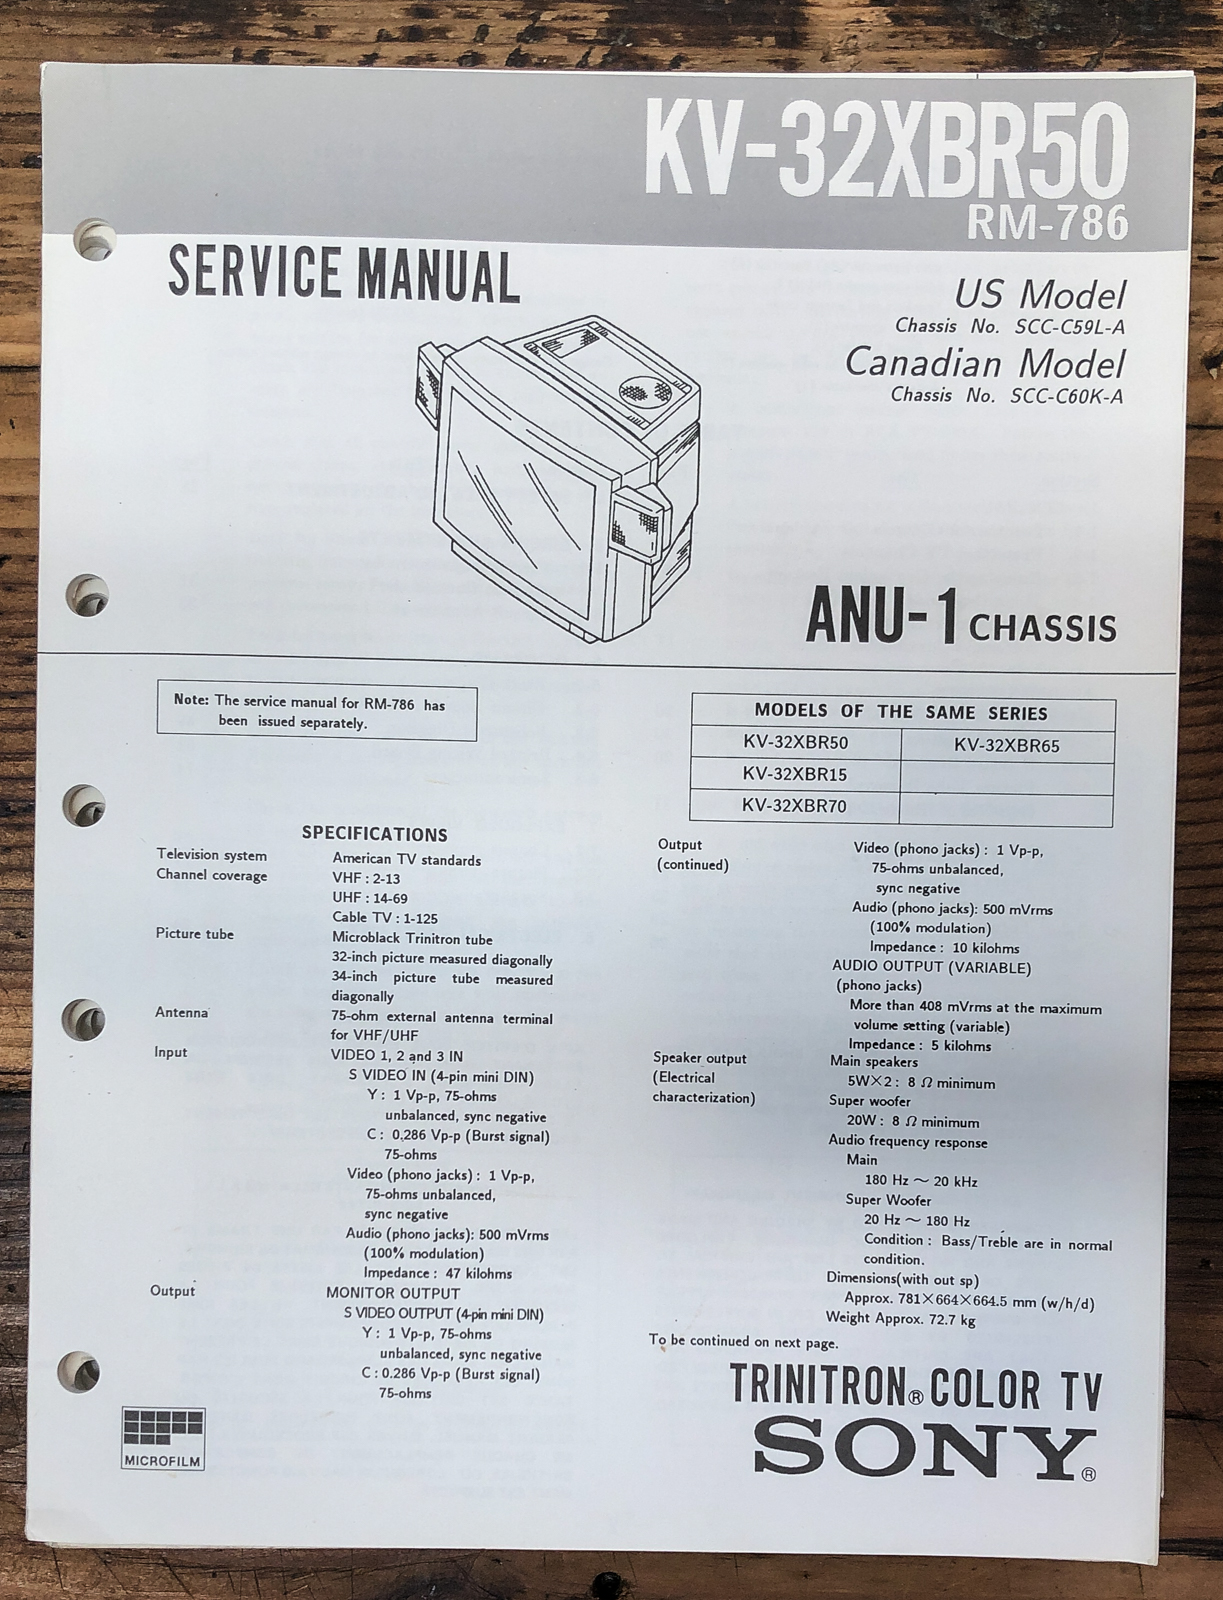 KV-32XBR50
RM-786
SERVICE MANUAL
US Model
Chassis No. SCC-C59L-A
Canadian Model
Chassis No. SCC-C60K-A
ANU-1 CHASSIS
Note: The service manual for RM-786 has
been issued separately.
MODELS OF THE SAME SERIES
KV-32XBR50 KV-32XBR65
KV-32XBR15
KV-32XBR70
SPECIFICATIONS
Television system American TV standards
Channel coverage VHF : 2-13
UHF : 14-69
Cable TV : 1-125
Picture tube Microblack Trinitron tube
32-inch picture measured diagonally
34-inch picture tube measured
diagonally
Antenna 75-ohm external antenna terminal
for VHF/UHF
Input VIDEO 1, 2 and 3 IN
S VIDEO IN (4-pin mini DIN)
Y : 1 Vp-p, 75-ohms
unbalanced, sync negative
C : 0.286 Vp-p (Burst signal)
75-ohms
Video (phono jacks) : 1 Vp-p,
75-ohms unbalanced,
sync negative
Audio (phono jacks): 500 mVrms
(100% modulation)
Impedance : 47 kilohms
Output MONITOR OUTPUT
S VIDEO OUTPUT (4-pin mini DIN)
Y : 1 Vp-p, 75-ohms
unbalanced, sync negative
C : 0.286 Vp-p (Burst signal)
75-ohms
Output
(continued)
Video (phono jacks) : 1 Vp-p,
75-ohms unbalanced,
sync negative
Audio (phono jacks): 500 mVrms
(100% modulation)
Impedance : 10 kilohms
AUDIO OUTPUT (VARIABLE)
(phono jacks)
More than 408 mVrms at the maximum
volume setting (variable)
Impedance : 5 kilohms
Speaker output
(Electrical
characterization)
Main speakers
5W×2 : 8 Ω minimum
Super woofer
20W : 8 Ω minimum
Audio frequency response
Main
180 Hz ~ 20 kHz
Super Woofer
20 Hz ~ 180 Hz
Condition : Bass/Treble are in normal
condition.
Dimensions(with out sp)
Approx. 781×664×664.5 mm (w/h/d)
Weight Approx. 72.7 kg
To be continued on next page.
TRINITRON® COLOR TV
SONY®
MICROFILM